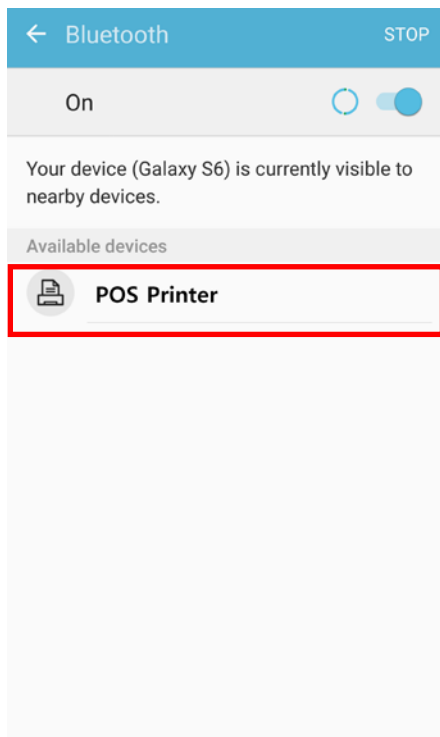 Bluetooth STOP
On
Your device (Galaxy S6) is currently visible to
nearby devices.
Available devices
POS Printer